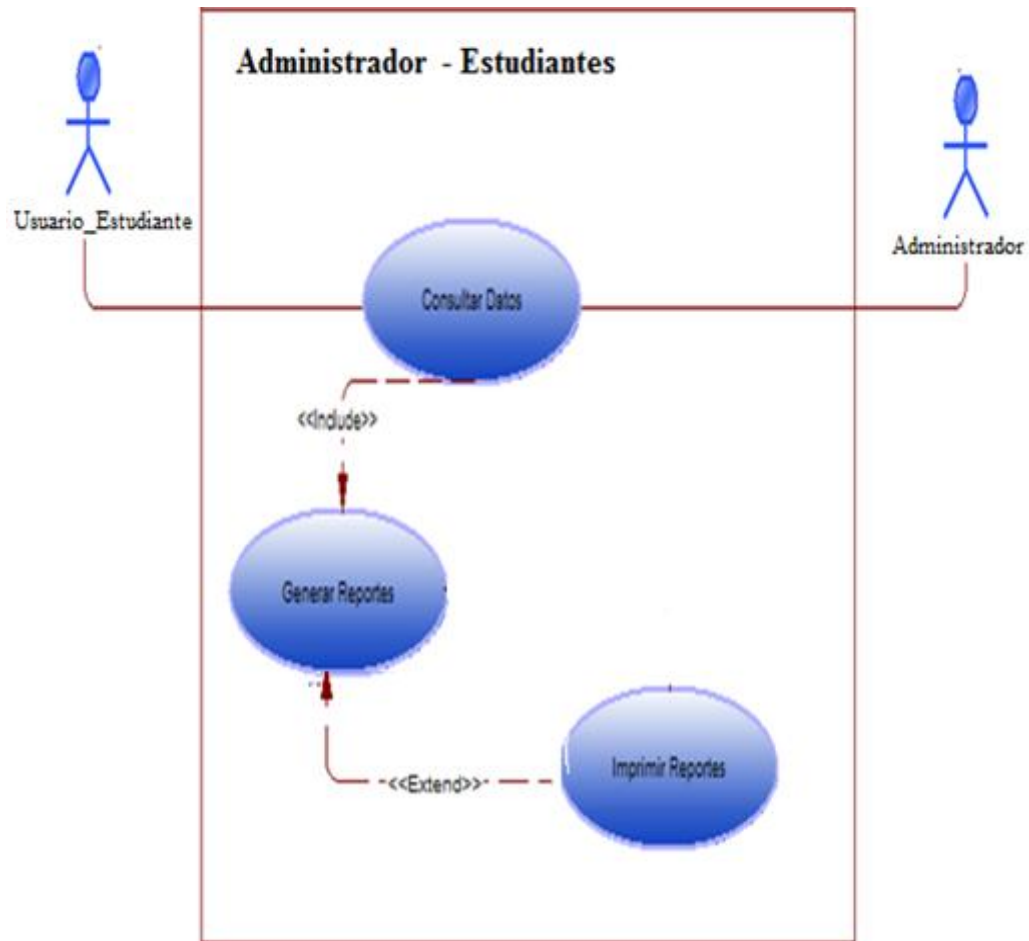 Administrador - Estudiantes
Usuario_Estudiante
Administrador
Consultar Datos
<<Include>>
Generar Reportes
Imprimir Reportes
<<Extend>>